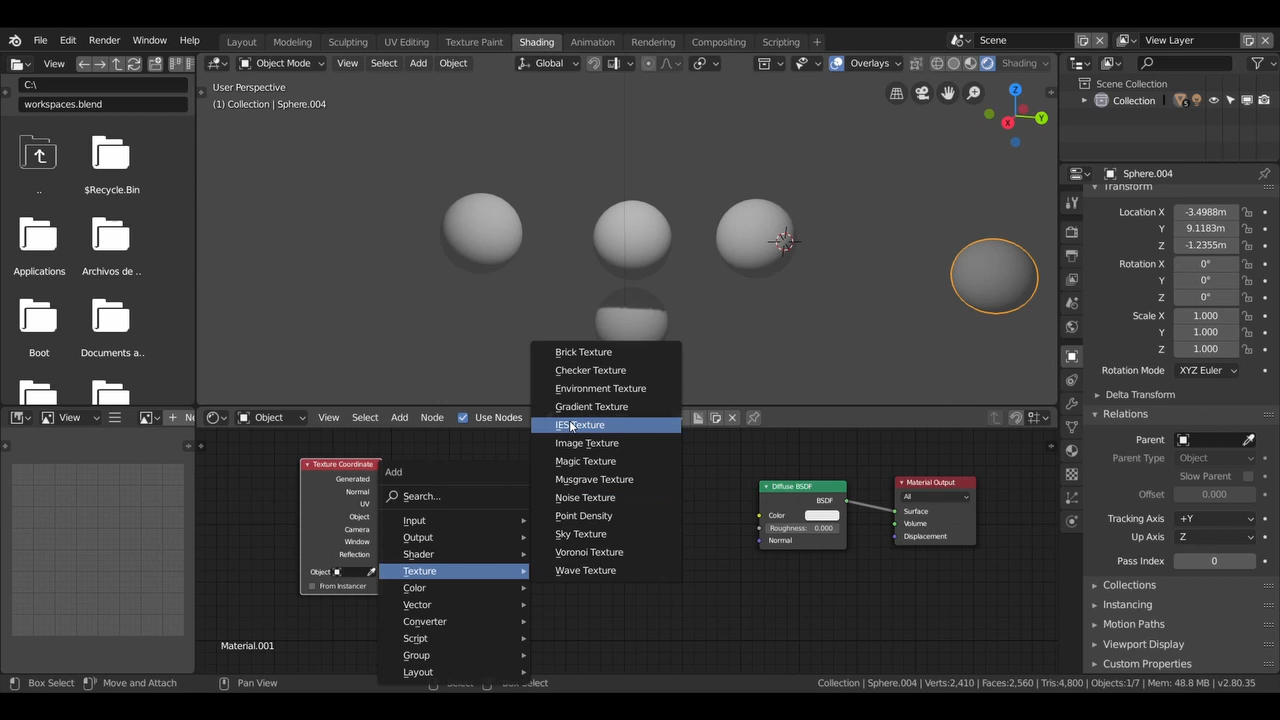 File Edit Render Window Help
Layout Modeling Sculpting UV Editing Texture Paint Shading Animation Rendering Compositing Scripting +
Scene
View Layer
View
C:\
workspaces.blend
..
$Recycle.Bin
Applications
Archivos de ..
Boot
Documents a..
Object Mode View Select Add Object
Global
Overlays
Shading
User Perspective
(1) Collection | Sphere.004
Z
Y
X
Scene Collection
Collection
5
Sphere.004
Transform
Location X -3.4988m
Y 9.1183m
Z -1.2355m
Rotation X 0°
Y 0°
Z 0°
Scale X 1.000
Y 1.000
Z 1.000
Rotation Mode XYZ Euler
Delta Transform
Relations
Parent
Parent Type Object
Slow Parent
Offset 0.000
Tracking Axis +Y
Up Axis Z
Pass Index 0
Collections
Instancing
Motion Paths
Viewport Display
Custom Properties
View
+ Ne
Object View Select Add Node Use Nodes
Texture Coordinate
Generated
Normal
UV
Object
Camera
Window
Reflection
Object
From Instancer
Add
Search...
Input
Output
Shader
Texture
Color
Vector
Converter
Script
Group
Layout
Brick Texture
Checker Texture
Environment Texture
Gradient Texture
IES Texture
Image Texture
Magic Texture
Musgrave Texture
Noise Texture
Point Density
Sky Texture
Voronoi Texture
Wave Texture
Diffuse BSDF
BSDF
Color
Roughness: 0.000
Normal
Material Output
All
Surface
Volume
Displacement
Material.001
Box Select Move and Attach Pan View Select Box Select
Collection | Sphere.004 | Verts:2,410 | Faces:2,560 | Tris:4,800 | Objects:1/7 | Mem: 48.8 MB | v2.80.35